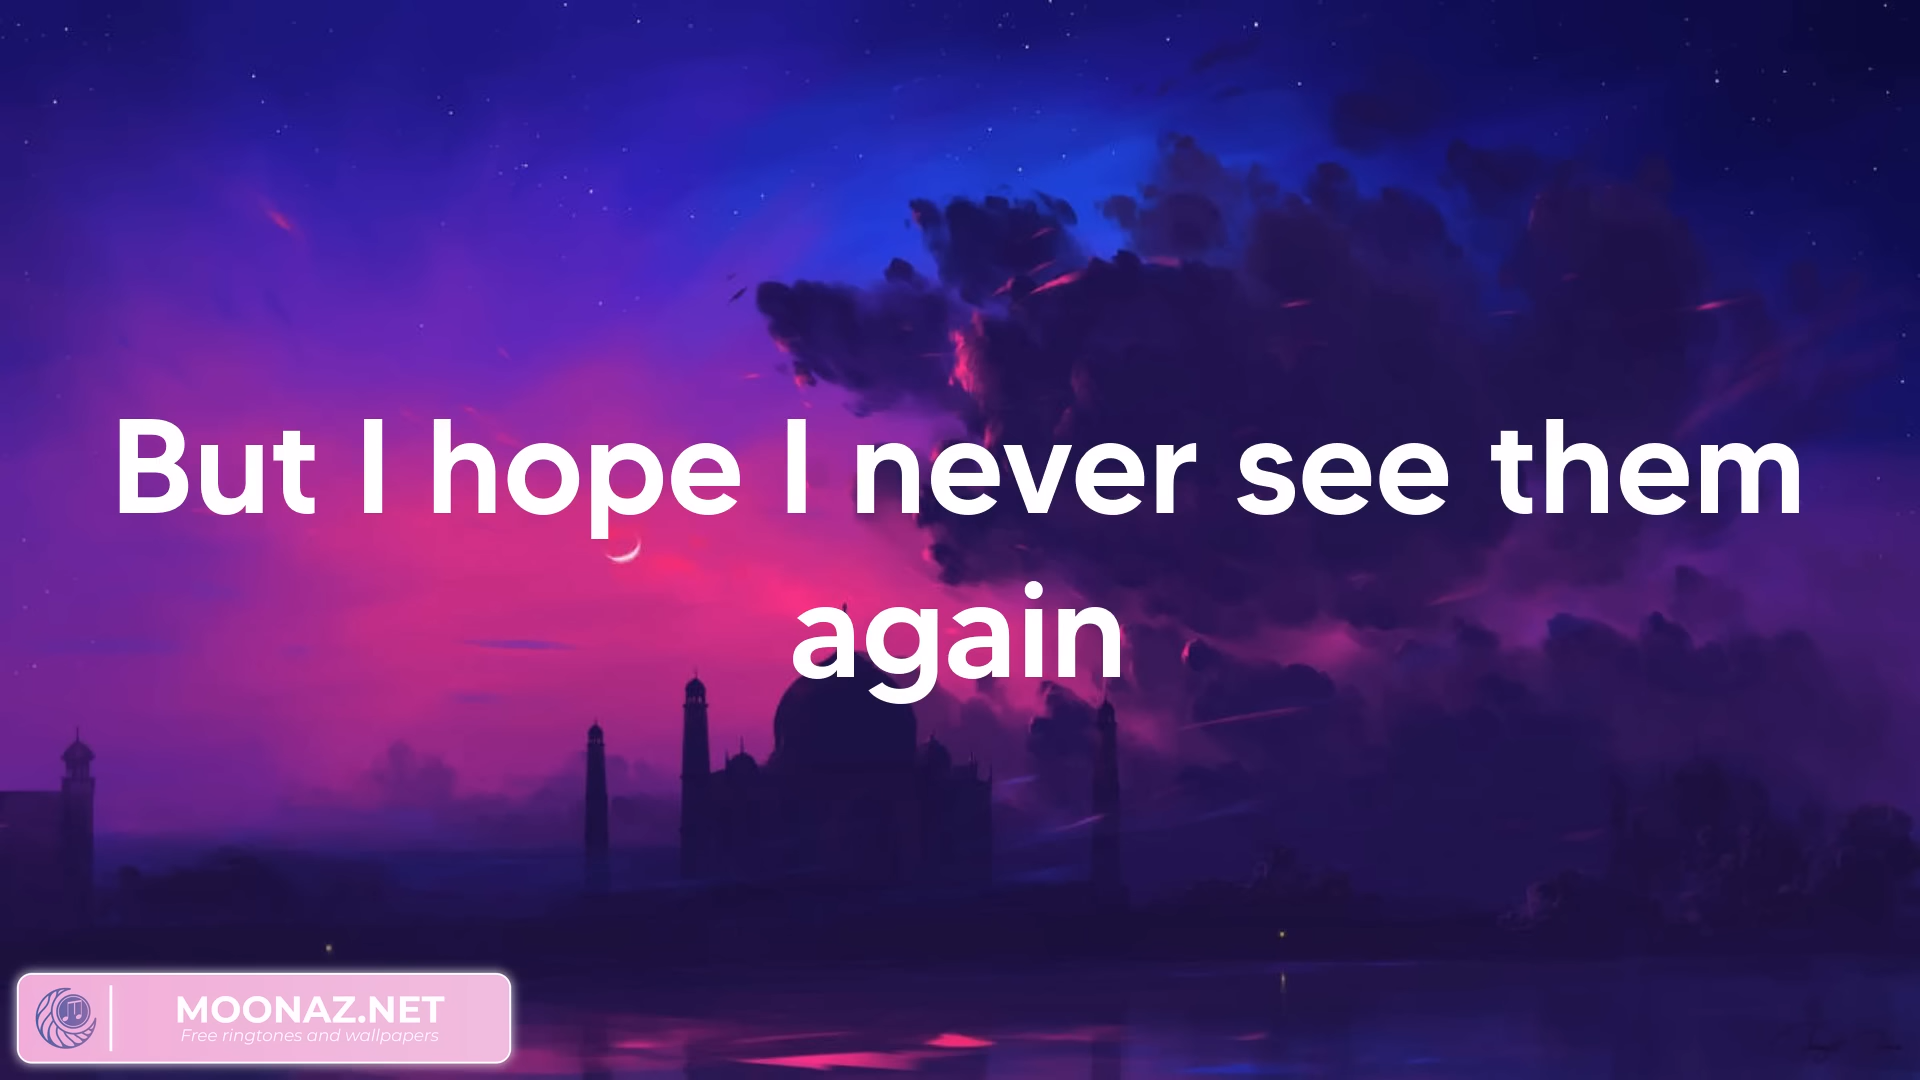 But I hope I never see them
again
MOONAZ.NET
Free ringtones and wallpapers